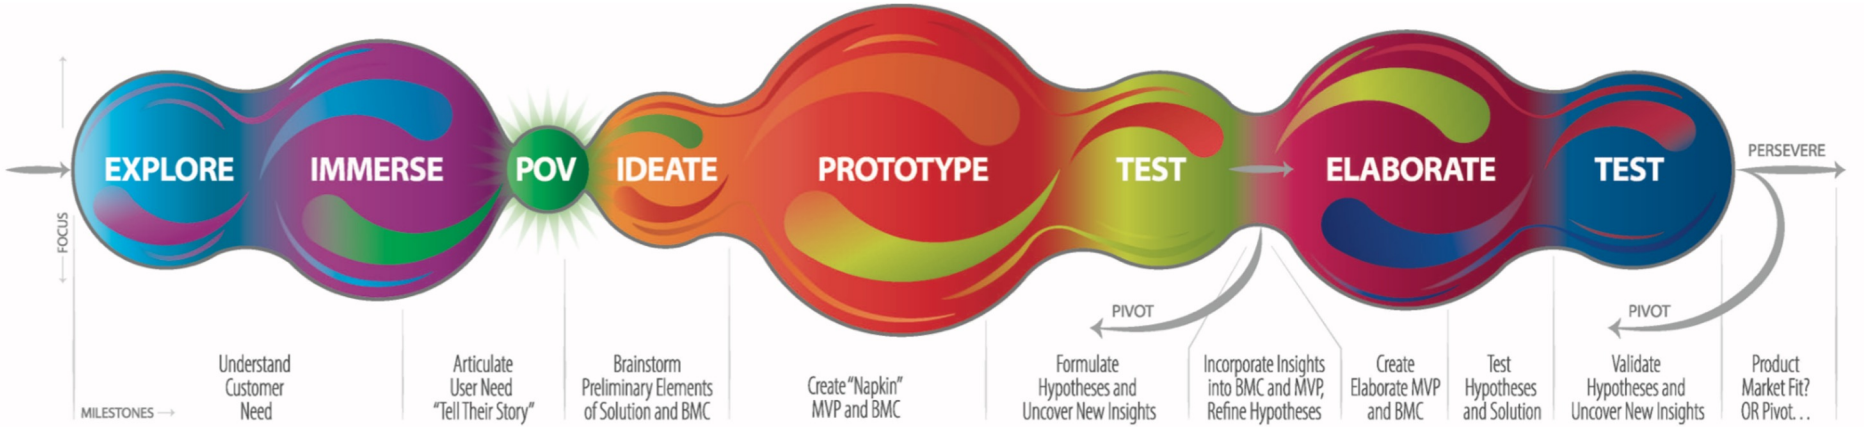 EXPLORE
IMMERSE
POV
IDEATE
PROTOTYPE
TEST
ELABORATE
TEST
PERSEVERE
FOCUS
PIVOT
PIVOT
MILESTONES
Understand
Customer
Need
Articulate
User Need
“Tell Their Story”
Brainstorm
Preliminary Elements
of Solution and BMC
Create “Napkin”
MVP and BMC
Formulate
Hypotheses and
Uncover New Insights
Incorporate Insights
into BMC and MVP,
Refine Hypotheses
Create
Elaborate MVP
and BMC
Test
Hypotheses
and Solution
Validate
Hypotheses and
Uncover New Insights
Product
Market Fit?
OR Pivot...